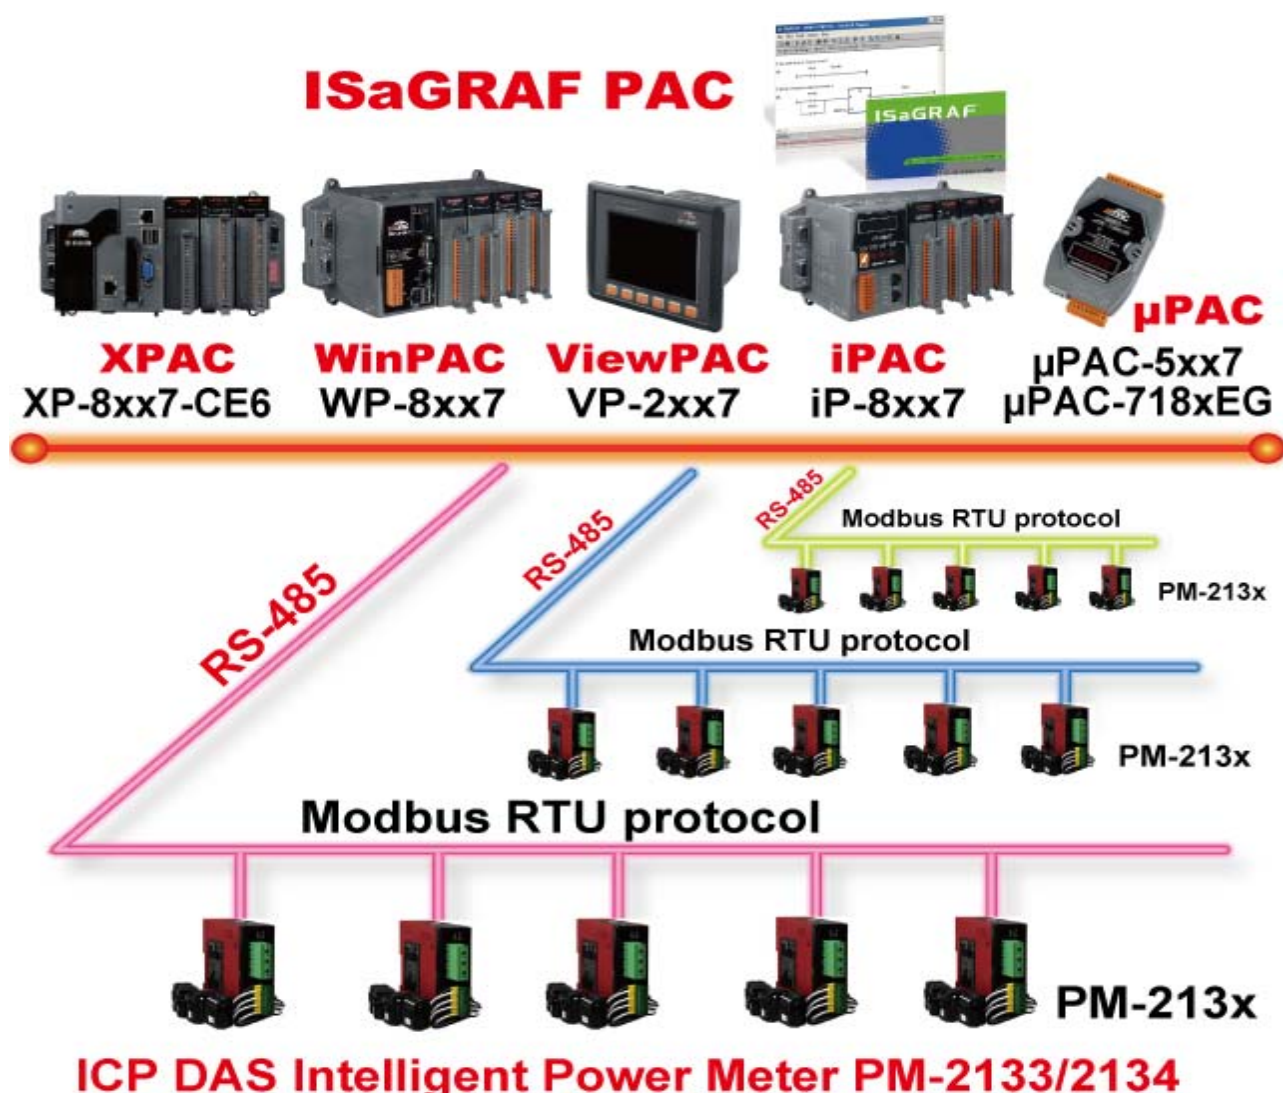 ISaGRAF PAC
ISaGRAF
XPAC
WinPAC
ViewPAC
iPAC
µPAC
XP-8xx7-CE6
WP-8xx7
VP-2xx7
iP-8xx7
µPAC-5xx7
µPAC-718xEG
RS-485
RS-485
RS-485
Modbus RTU protocol
PM-213x
Modbus RTU protocol
PM-213x
Modbus RTU protocol
PM-213x
ICP DAS Intelligent Power Meter PM-2133/2134